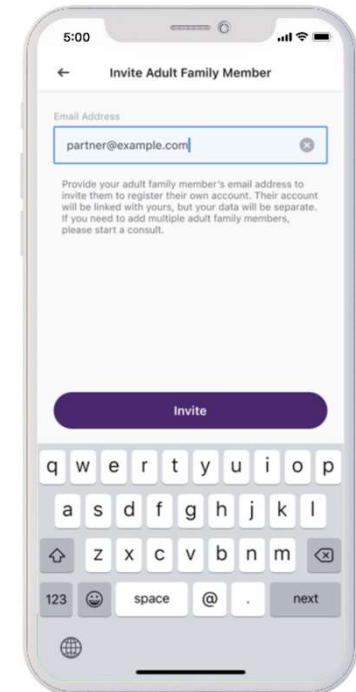 5:00
Invite Adult Family Member
Email Address
partner@example.com
Provide your adult family member's email address to
invite them to register their own account. Their account
will be linked with yours, but your data will be separate.
If you need to add multiple adult family members,
please start a consult.
Invite
q w e r t y u i o p
a s d f g h j k l
z x c v b n m
123 space @ . next